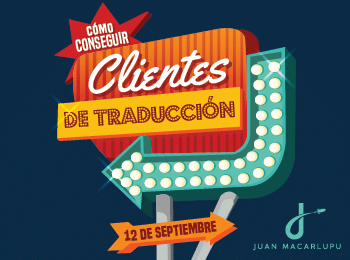 CÓMO
CONSEGUIR
Clientes
DE TRADUCCIÓN
12 DE SEPTIEMBRE
JUAN MACARLUPU